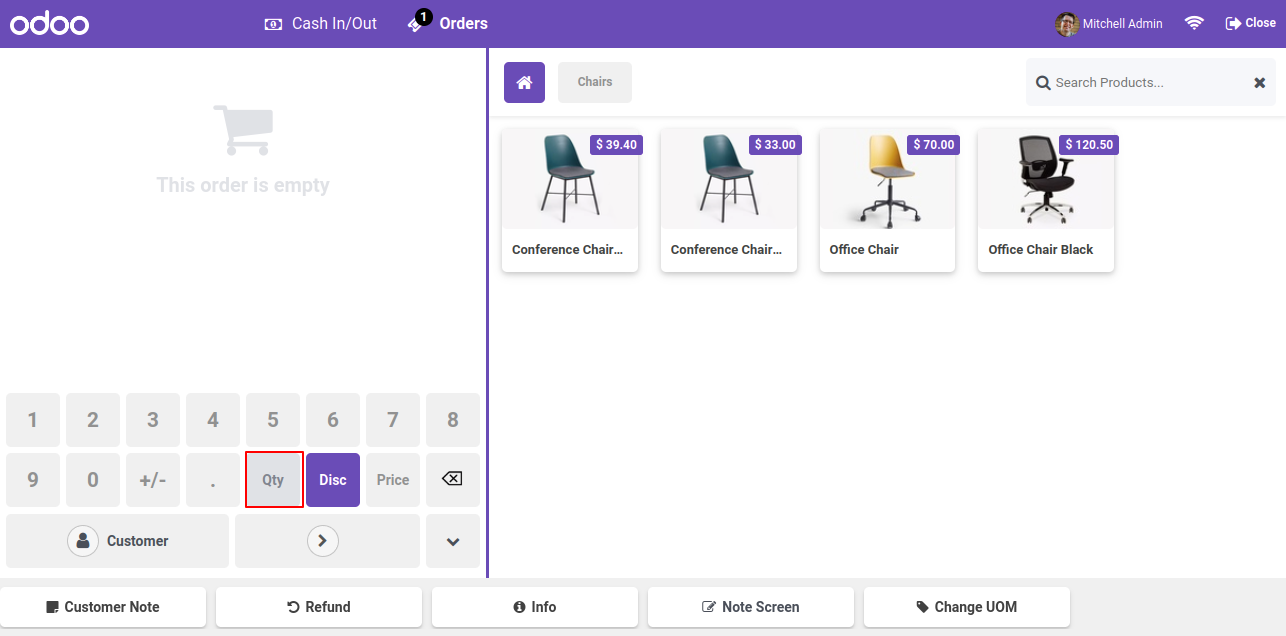 odoo
Cash In/Out
1
Orders
Mitchell Admin
Close
This order is empty
Chairs
Search Products...
$ 39.40
$ 33.00
$ 70.00
$ 120.50
Conference Chair...
Conference Chair...
Office Chair
Office Chair Black
1 2 3 4 5 6 7 8
9 0 +/- . Qty Disc Price
Customer
Customer Note
Refund
Info
Note Screen
Change UOM